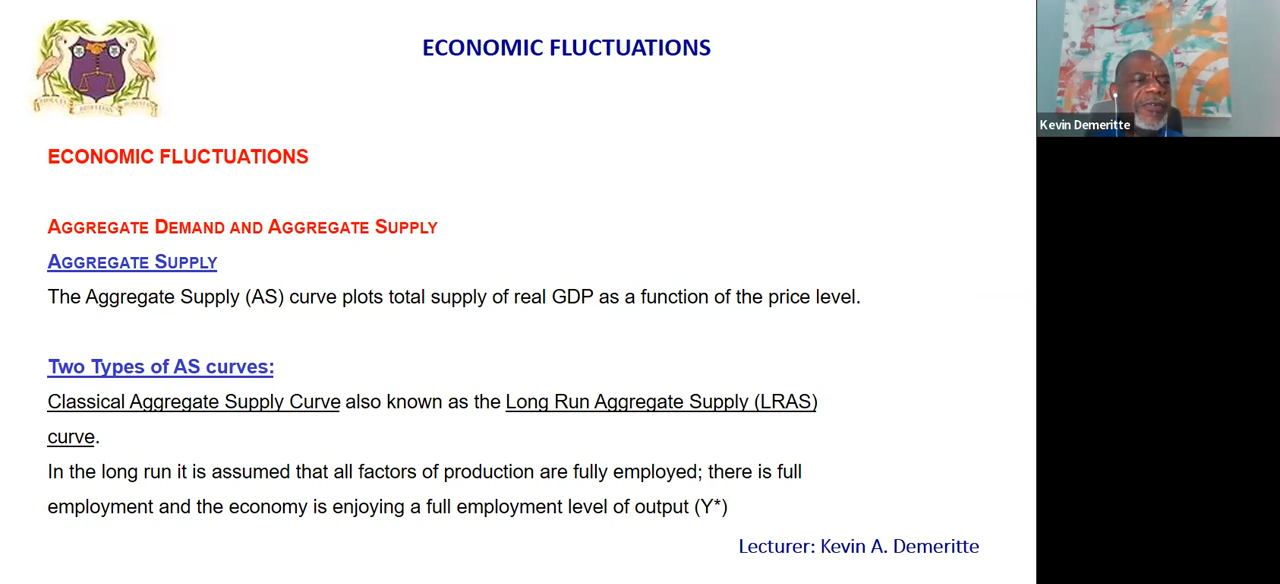 ECONOMIC FLUCTUATIONS
Kevin Demeritte
ECONOMIC FLUCTUATIONS
AGGREGATE DEMAND AND AGGREGATE SUPPLY
AGGREGATE SUPPLY
The Aggregate Supply (AS) curve plots total supply of real GDP as a function of the price level.
Two Types of AS curves:
Classical Aggregate Supply Curve also known as the Long Run Aggregate Supply (LRAS)
curve.
In the long run it is assumed that all factors of production are fully employed; there is full
employment and the economy is enjoying a full employment level of output (Y*)
Lecturer: Kevin A. Demeritte